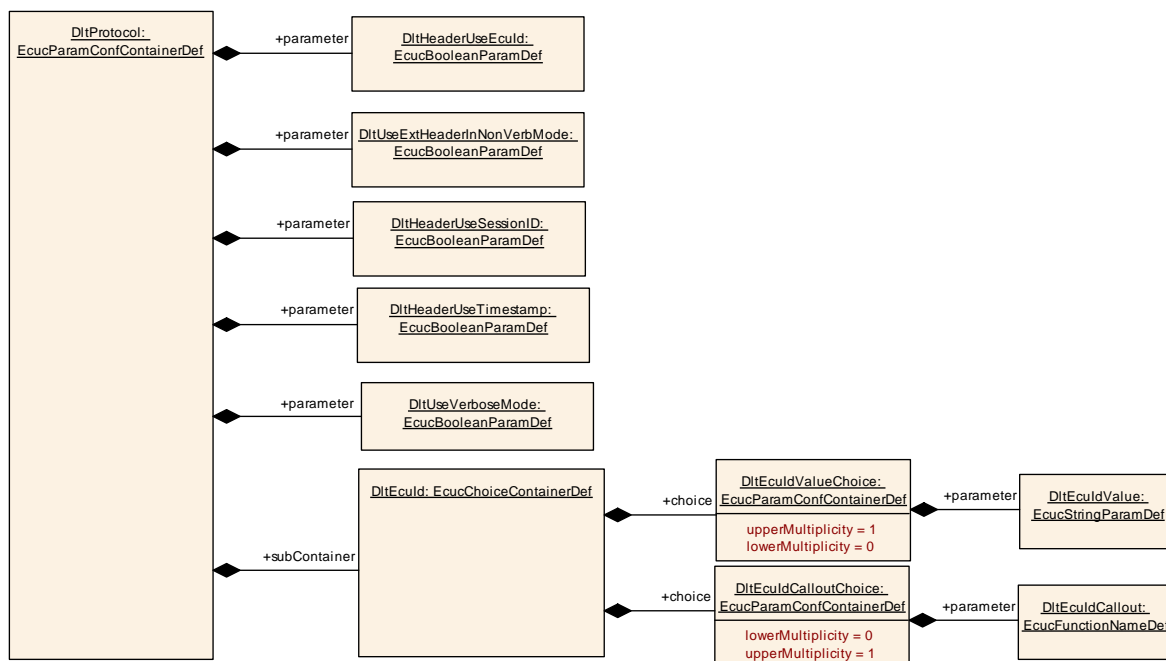 DltProtocol:
EcucParamConfContainerDef
+parameter
DltHeaderUseEcuId:
EcucBooleanParamDef
+parameter
DltUseExtHeaderInNonVerbMode:
EcucBooleanParamDef
+parameter
DltHeaderUseSessionID:
EcucBooleanParamDef
+parameter
DltHeaderUseTimestamp:
EcucBooleanParamDef
+parameter
DltUseVerboseMode:
EcucBooleanParamDef
+subContainer
DltEcuId: EcucChoiceContainerDef
+choice
DltEcuIdValueChoice:
EcucParamConfContainerDef
upperMultiplicity = 1
lowerMultiplicity = 0
+parameter
DltEcuIdValue:
EcucStringParamDef
+choice
DltEcuIdCalloutChoice:
EcucParamConfContainerDef
lowerMultiplicity = 0
upperMultiplicity = 1
+parameter
DltEcuIdCallout:
EcucFunctionNameDef